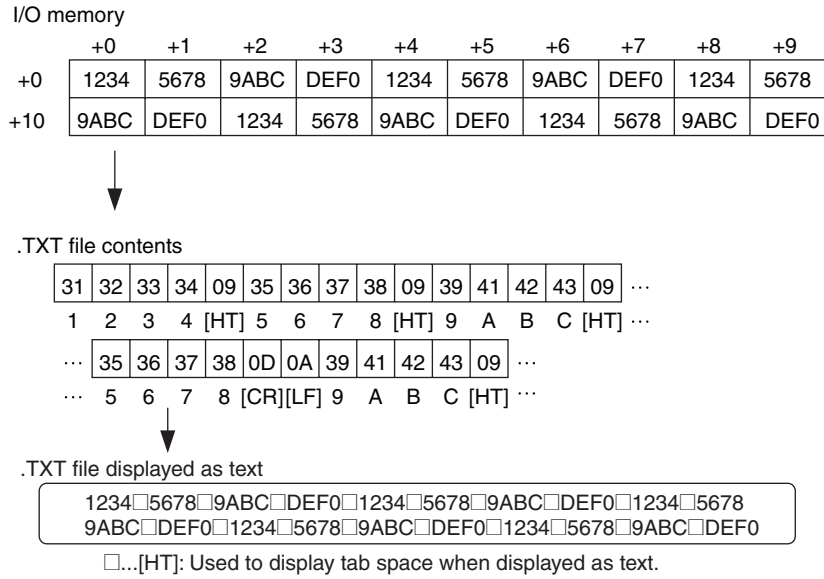 I/O memory
+0 +1 +2 +3 +4 +5 +6 +7 +8 +9
+0 1234 5678 9ABC DEF0 1234 5678 9ABC DEF0 1234 5678
+10 9ABC DEF0 1234 5678 9ABC DEF0 1234 5678 9ABC DEF0
.TXT file contents
31 32 33 34 09 35 36 37 38 09 39 41 42 43 09 ...
1 2 3 4 [HT] 5 6 7 8 [HT] 9 A B C [HT] ...
... 35 36 37 38 0D 0A 39 41 42 43 09 ...
... 5 6 7 8 [CR][LF] 9 A B C [HT] ...
.TXT file displayed as text
1234□5678□9ABC□DEF0□1234□5678□9ABC□DEF0□1234□5678
9ABC□DEF0□1234□5678□9ABC□DEF0□1234□5678□9ABC□DEF0
□...[HT]: Used to display tab space when displayed as text.